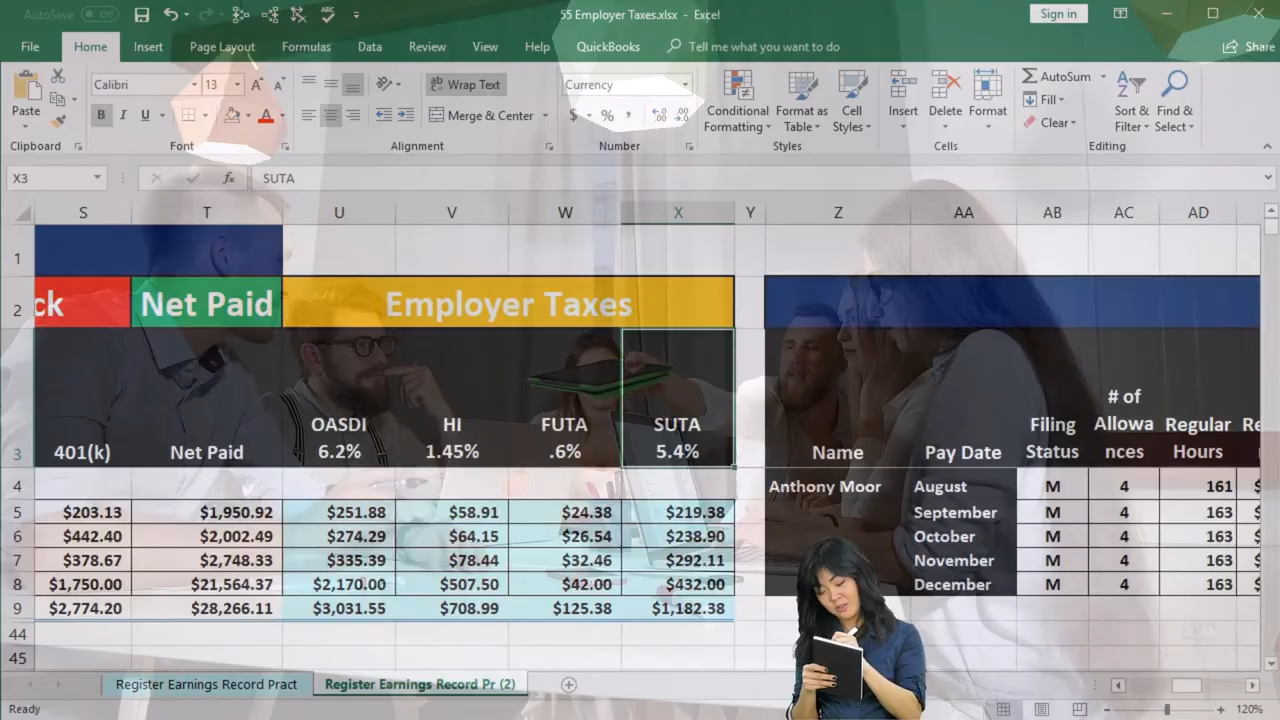 AutoSave Off 55 Employer Taxes.xlsx - Excel Sign in
File Home Insert Page Layout Formulas Data Review View Help QuickBooks Tell me what you want to do Share
Paste Calibri 13 Wrap Text Currency Conditional Formatting Format as Table Cell Styles Insert Delete Format AutoSum Sort & Filter Find & Select
B I U A Merge & Center $ % Fill Clear
Clipboard Font Alignment Number Styles Cells Editing
X3 fx SUTA
S T U V W X Y Z AA AB AC AD
1
2 ck Net Paid Employer Taxes
3 401(k) Net Paid OASDI 6.2% HI 1.45% FUTA .6% SUTA 5.4% Name Pay Date Filing Status # of Allowa nces Regular Hours Re
4 Anthony Moor August M 4 161 $
5 $203.13 $1,950.92 $251.88 $58.91 $24.38 $219.38 September M 4 163 $
6 $442.40 $2,002.49 $274.29 $64.15 $26.54 $238.90 October M 4 163 $
7 $378.67 $2,748.33 $335.39 $78.44 $32.46 $292.11 November M 4 163 $
8 $1,750.00 $21,564.37 $2,170.00 $507.50 $42.00 $432.00 December M 4 163 $
9 $2,774.20 $28,266.11 $3,031.55 $708.99 $125.38 $1,182.38
44
45
Register Earnings Record Pract Register Earnings Record Pr (2)
Ready 120%